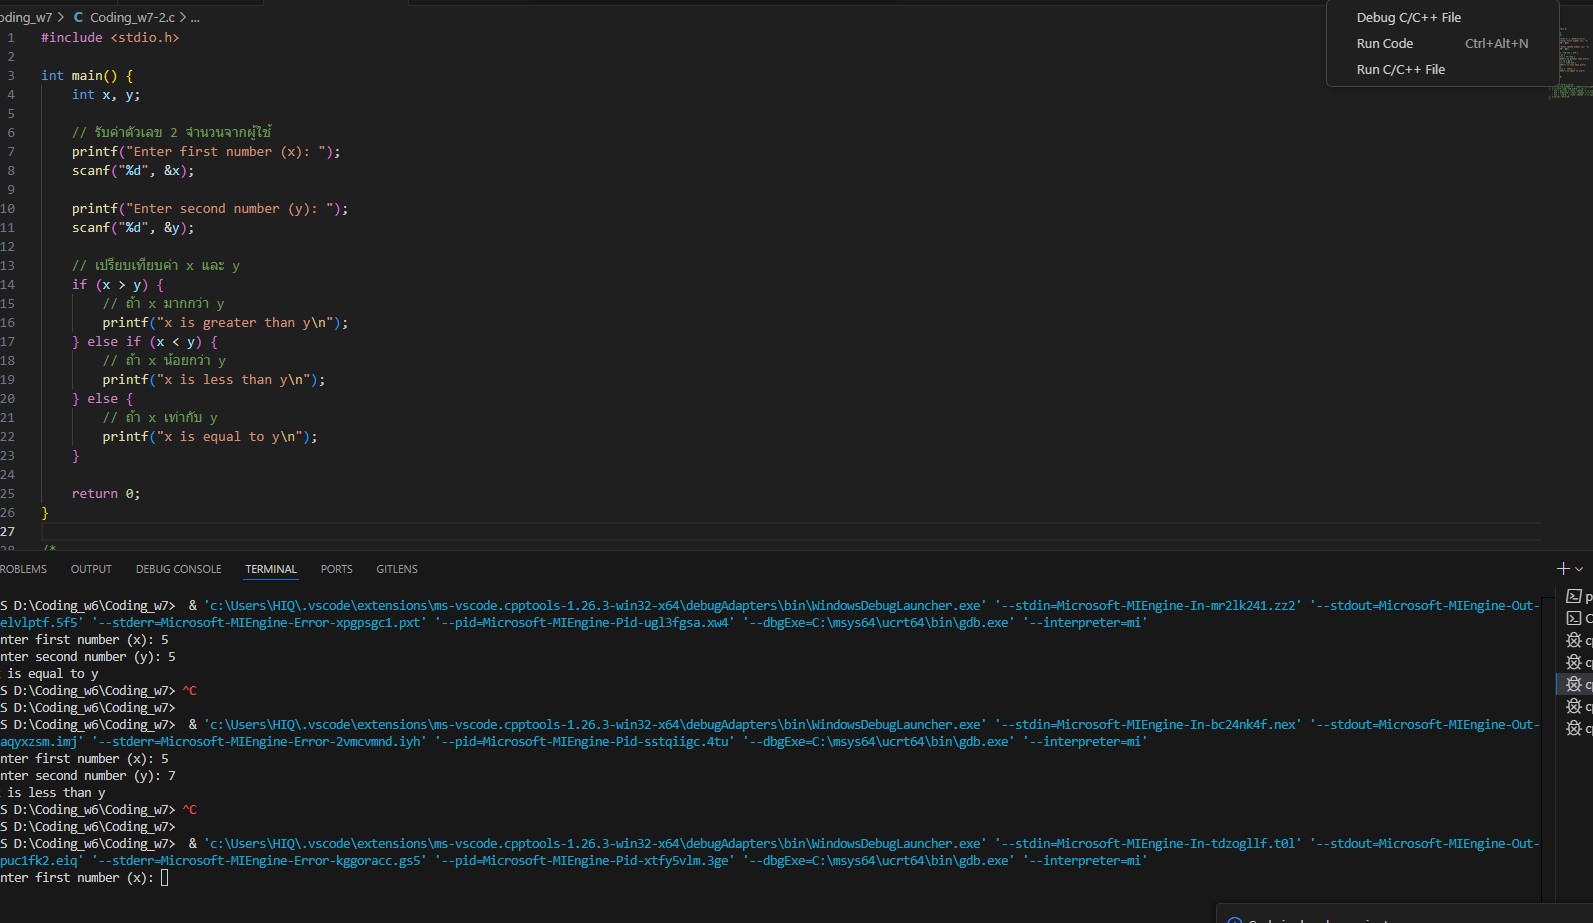 oding_w7 > C Coding_w7-2.c > ...
Debug C/C++ File
Run Code Ctrl+Alt+N
Run C/C++ File
1 #include <stdio.h>
2
3 int main() {
4 int x, y;
5
6 // รับค่าตัวเลข 2 จำนวนจากผู้ใช้
7 printf("Enter first number (x): ");
8 scanf("%d", &x);
9
10 printf("Enter second number (y): ");
11 scanf("%d", &y);
12
13 // เปรียบเทียบค่า x และ y
14 if (x > y) {
15 // ถ้า x มากกว่า y
16 printf("x is greater than y\n");
17 } else if (x < y) {
18 // ถ้า x น้อยกว่า y
19 printf("x is less than y\n");
20 } else {
21 // ถ้า x เท่ากับ y
22 printf("x is equal to y\n");
23 }
24
25 return 0;
26 }
27
28 /*
ROBLEMS OUTPUT DEBUG CONSOLE TERMINAL PORTS GITLENS
S D:\Coding_w6\Coding_w7> & 'c:\Users\HIQ\.vscode\extensions\ms-vscode.cpptools-1.26.3-win32-x64\debugAdapters\bin\WindowsDebugLauncher.exe' '--stdin=Microsoft-MIEngine-In-mr2lk241.zz2' '--stdout=Microsoft-MIEngine-Out-
elvlptf.5f5' '--stderr=Microsoft-MIEngine-Error-xpgpsgc1.pxt' '--pid=Microsoft-MIEngine-Pid-ugl3fgsa.xw4' '--dbgExe=C:\msys64\ucrt64\bin\gdb.exe' '--interpreter=mi'
nter first number (x): 5
nter second number (y): 5
is equal to y
S D:\Coding_w6\Coding_w7> ^C
S D:\Coding_w6\Coding_w7>
S D:\Coding_w6\Coding_w7> & 'c:\Users\HIQ\.vscode\extensions\ms-vscode.cpptools-1.26.3-win32-x64\debugAdapters\bin\WindowsDebugLauncher.exe' '--stdin=Microsoft-MIEngine-In-bc24nk4f.nex' '--stdout=Microsoft-MIEngine-Out-
aqyxzsm.imj' '--stderr=Microsoft-MIEngine-Error-2vmcvmnd.iyh' '--pid=Microsoft-MIEngine-Pid-sstqiigc.4tu' '--dbgExe=C:\msys64\ucrt64\bin\gdb.exe' '--interpreter=mi'
nter first number (x): 5
nter second number (y): 7
is less than y
S D:\Coding_w6\Coding_w7> ^C
S D:\Coding_w6\Coding_w7>
S D:\Coding_w6\Coding_w7> & 'c:\Users\HIQ\.vscode\extensions\ms-vscode.cpptools-1.26.3-win32-x64\debugAdapters\bin\WindowsDebugLauncher.exe' '--stdin=Microsoft-MIEngine-In-tdzogllf.t0l' '--stdout=Microsoft-MIEngine-Out-
puc1fk2.eiq' '--stderr=Microsoft-MIEngine-Error-kggoracc.gs5' '--pid=Microsoft-MIEngine-Pid-xtfy5vlm.3ge' '--dbgExe=C:\msys64\ucrt64\bin\gdb.exe' '--interpreter=mi'
nter first number (x):